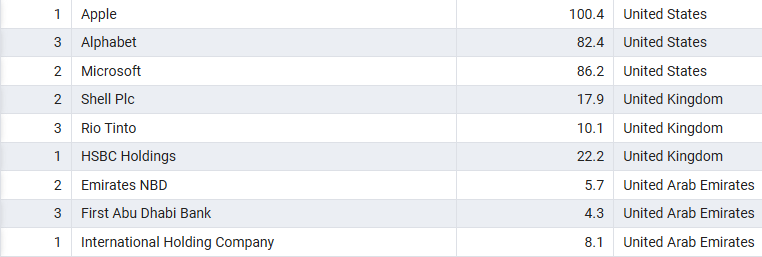 1 Apple 100.4 United States
3 Alphabet 82.4 United States
2 Microsoft 86.2 United States
2 Shell Plc 17.9 United Kingdom
3 Rio Tinto 10.1 United Kingdom
1 HSBC Holdings 22.2 United Kingdom
2 Emirates NBD 5.7 United Arab Emirates
3 First Abu Dhabi Bank 4.3 United Arab Emirates
1 International Holding Company 8.1 United Arab Emirates